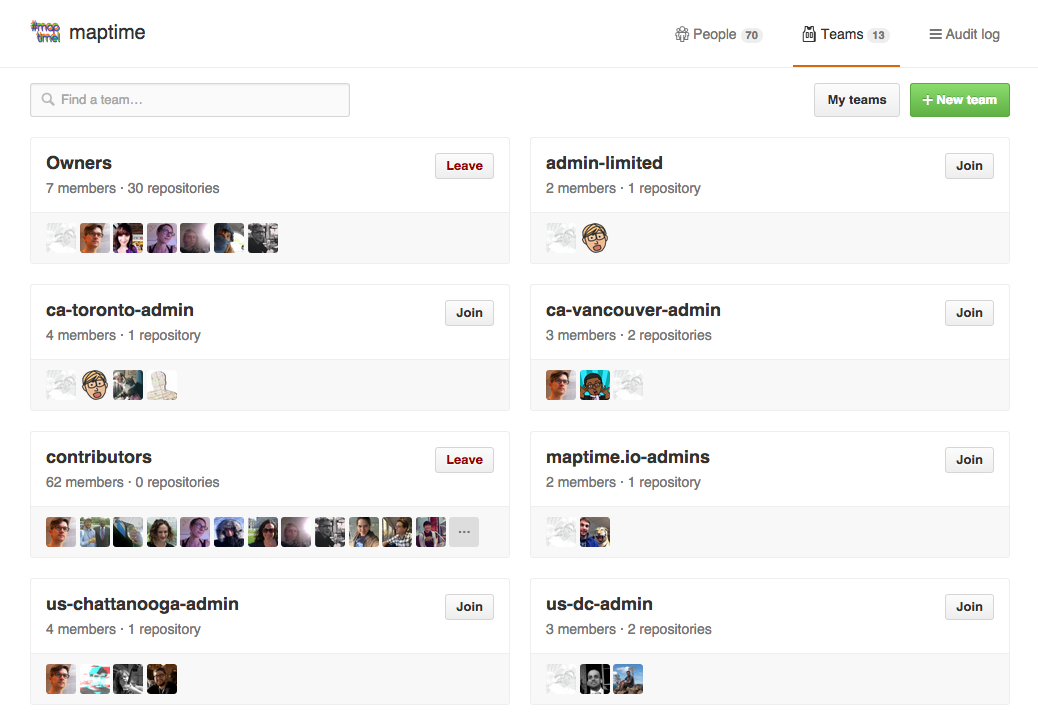 #map
time!
maptime
People 70
Teams 13
Audit log
Find a team...
My teams
+ New team
Owners
Leave
7 members · 30 repositories
admin-limited
Join
2 members · 1 repository
ca-toronto-admin
Join
4 members · 1 repository
ca-vancouver-admin
Join
3 members · 2 repositories
contributors
Leave
62 members · 0 repositories
...
maptime.io-admins
Join
2 members · 1 repository
us-chattanooga-admin
Join
4 members · 1 repository
us-dc-admin
Join
3 members · 2 repositories